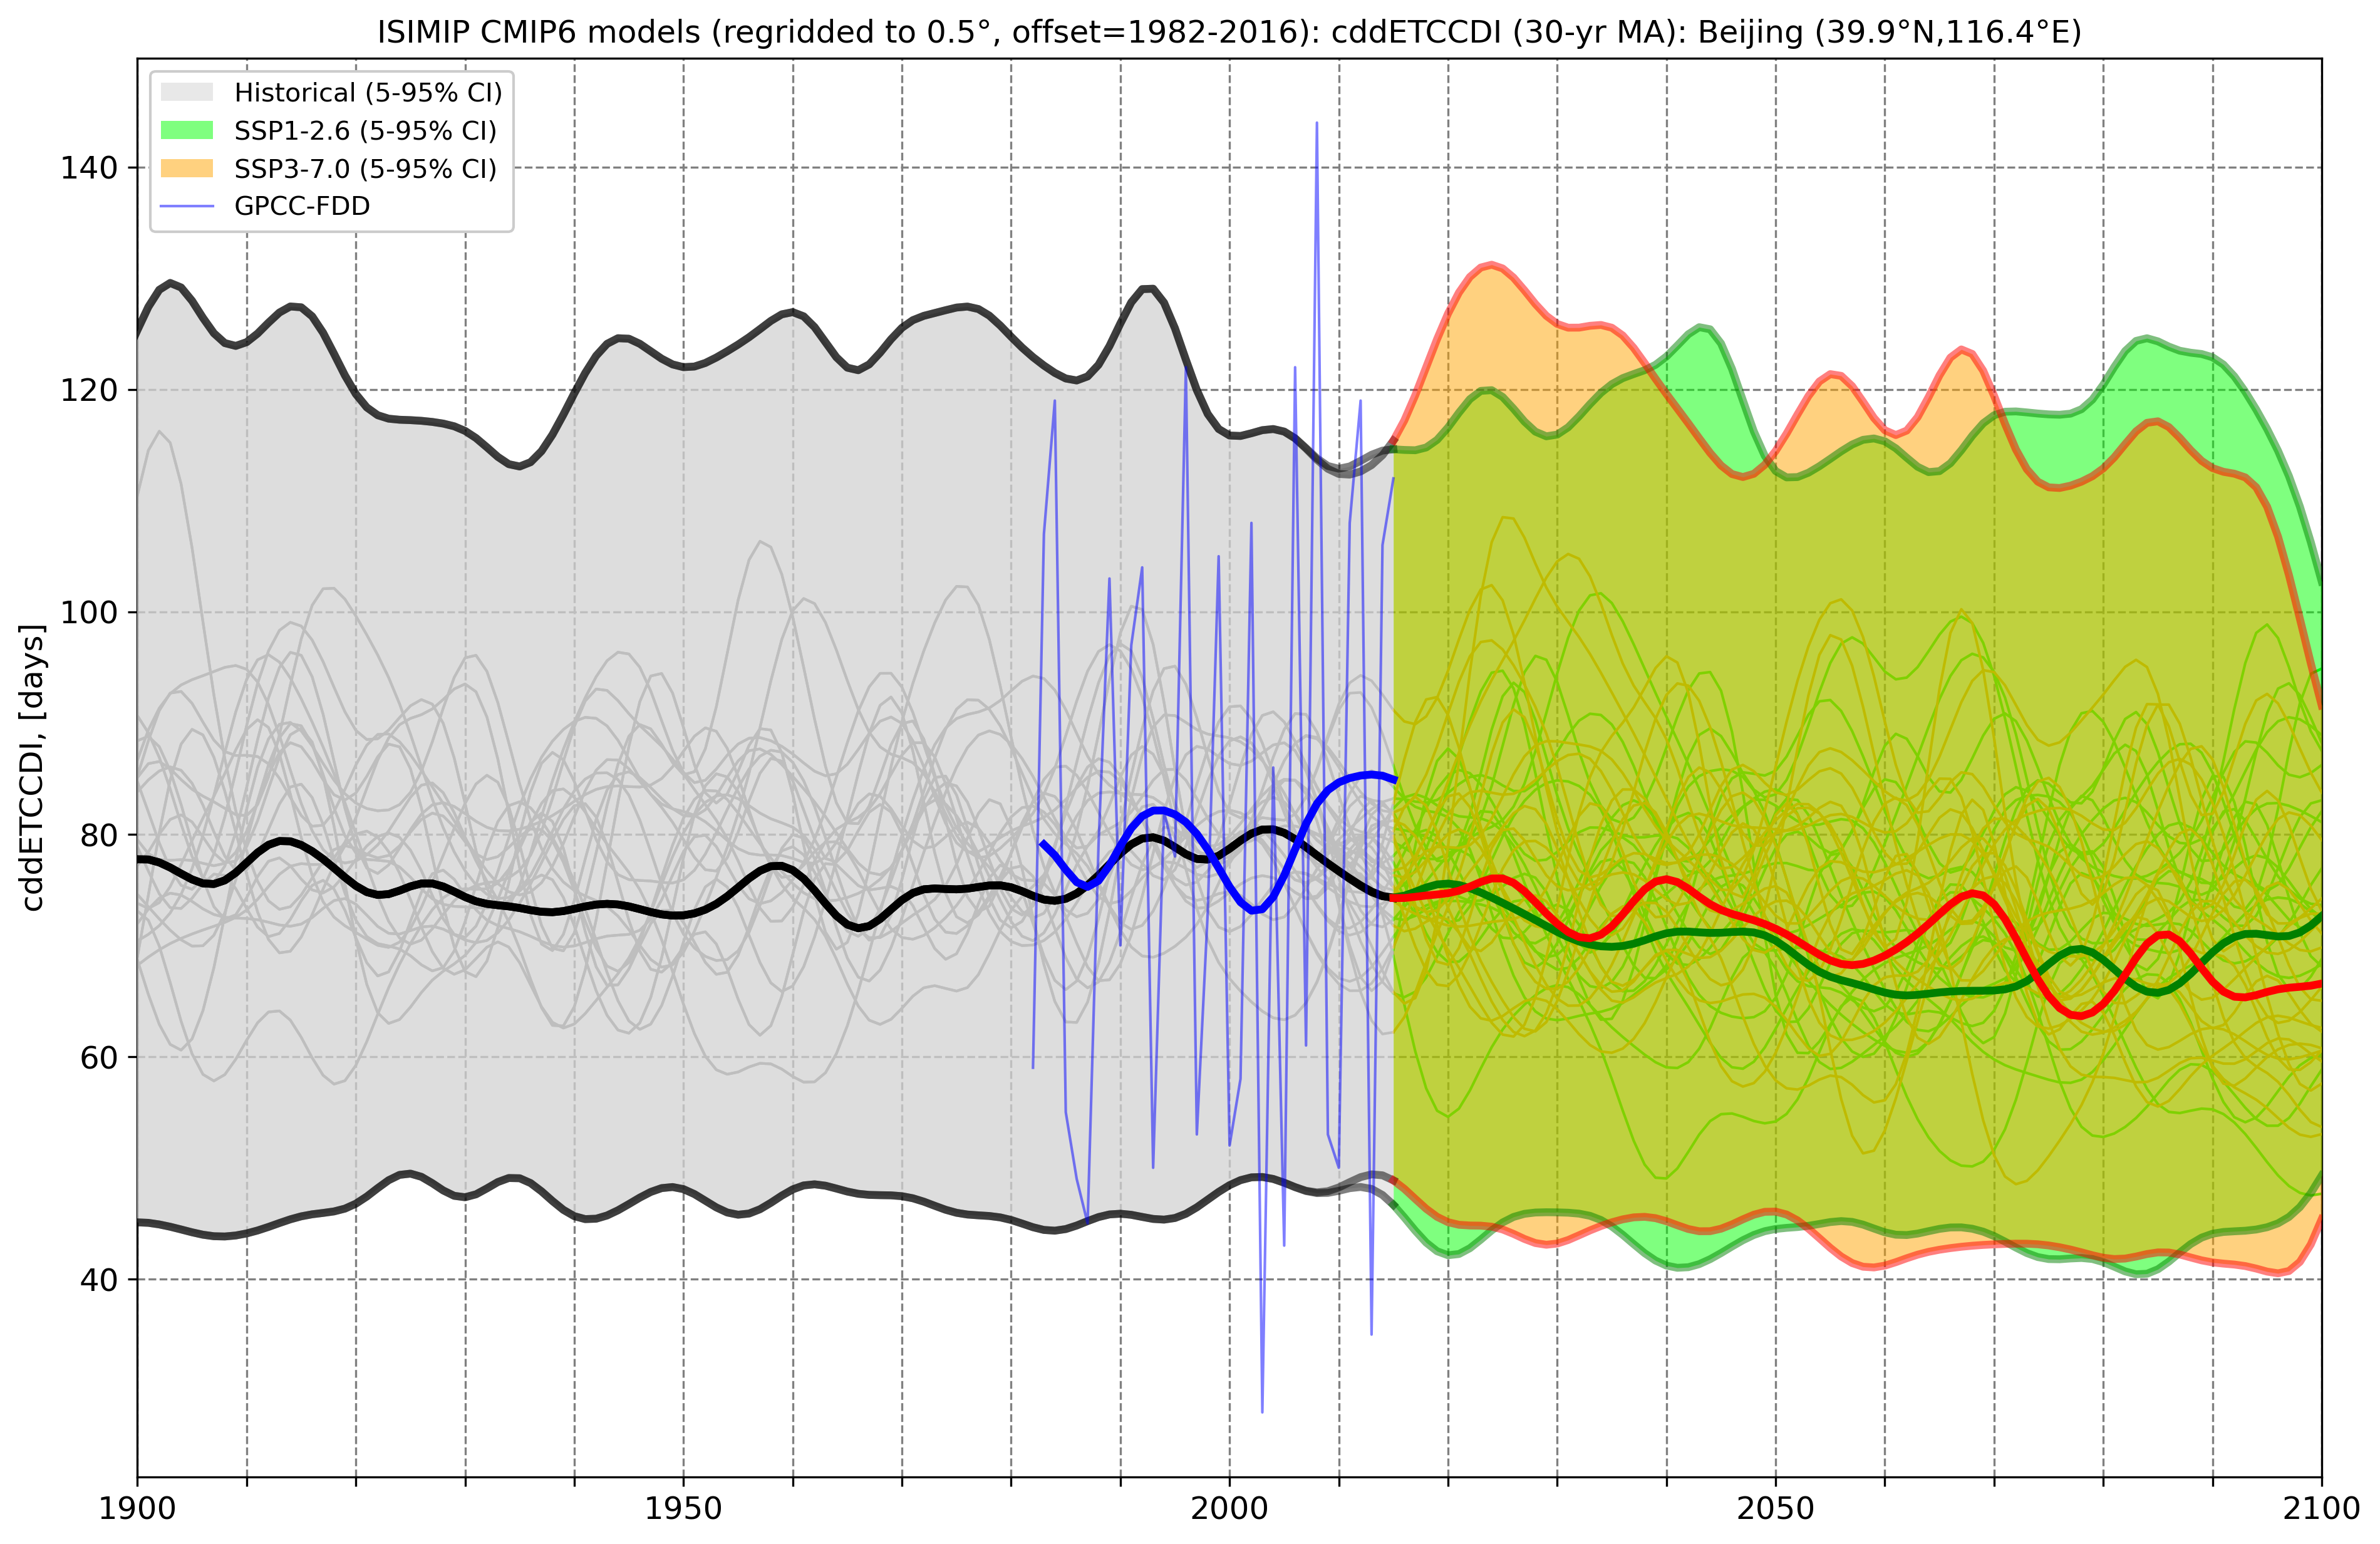 ISIMIP CMIP6 models (regridded to 0.5°, offset=1982-2016): cddETCCDI (30-yr MA): Beijing (39.9°N,116.4°E)
Historical (5-95% CI)
SSP1-2.6 (5-95% CI)
SSP3-7.0 (5-95% CI)
GPCC-FDD
140
120
100
80
60
40
cddETCCDI, [days]
1900
1950
2000
2050
2100